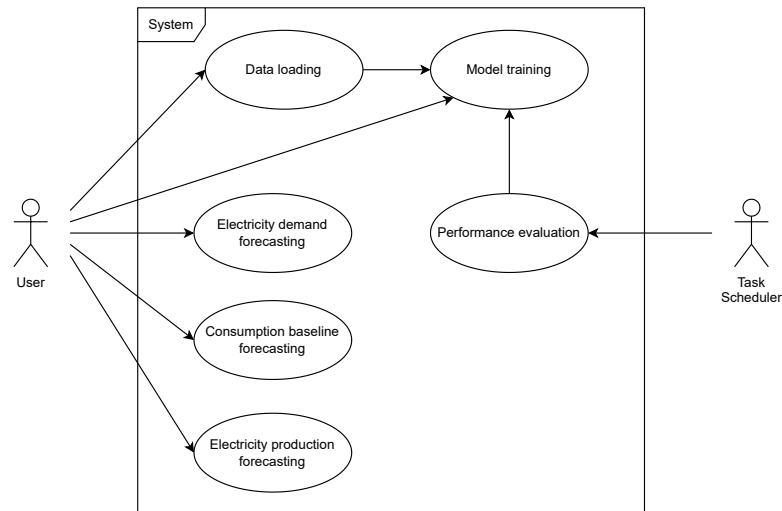 System
Data loading
Model training
Electricity demand
forecasting
Performance evaluation
User
Task
Scheduler
Consumption baseline
forecasting
Electricity production
forecasting